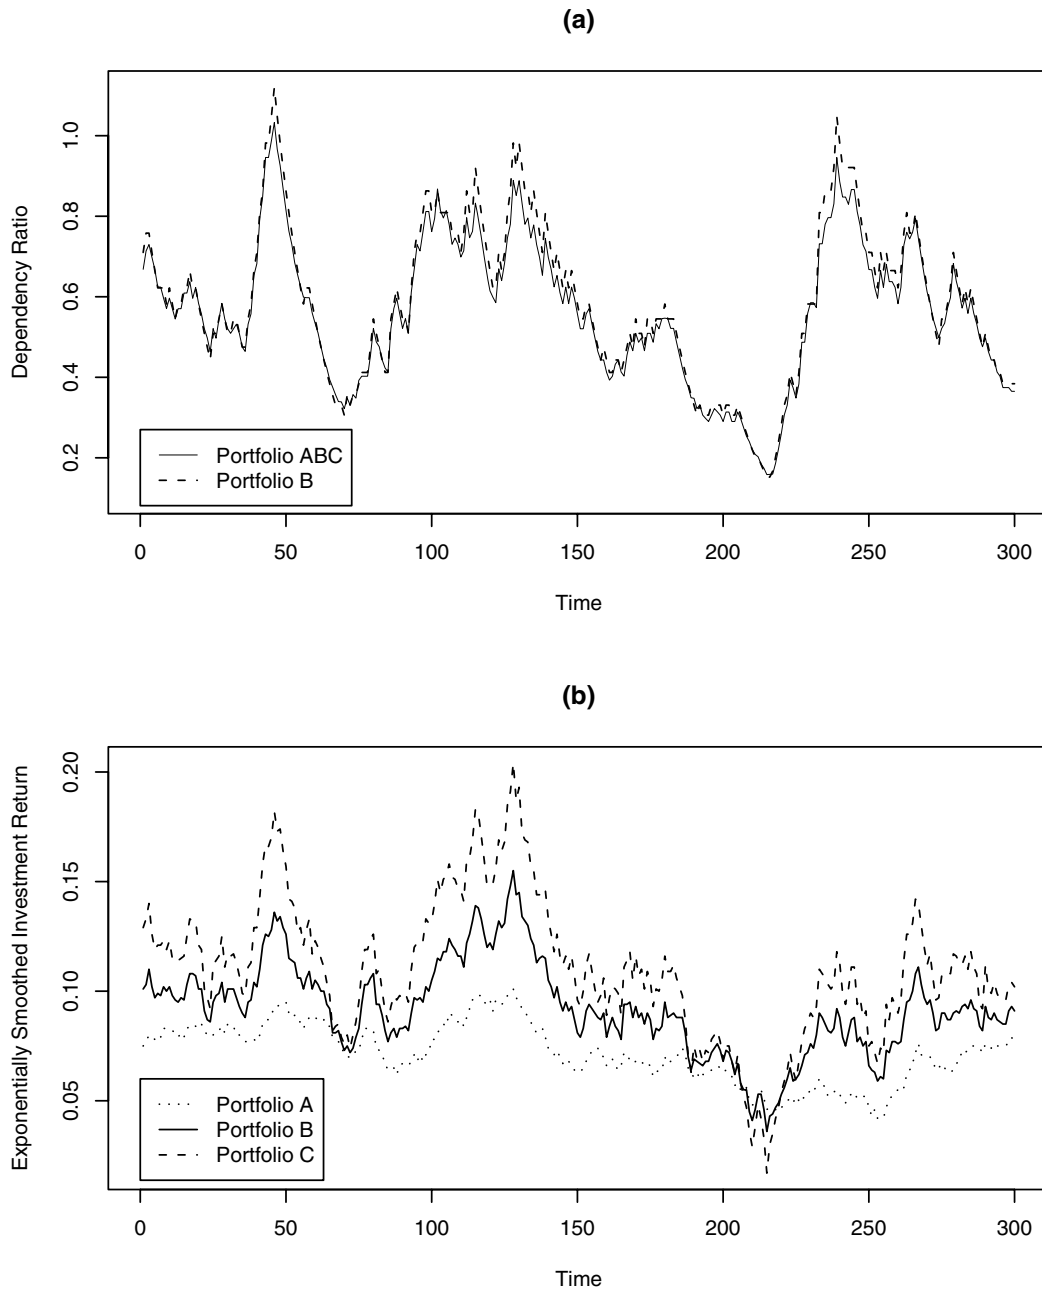 (a)
Dependency Ratio
1.0
0.8
0.6
0.4
0.2
Portfolio ABC
Portfolio B
0 50 100 150 200 250 300
Time
(b)
Exponentially Smoothed Investment Return
0.20
0.15
0.10
0.05
Portfolio A
Portfolio B
Portfolio C
0 50 100 150 200 250 300
Time